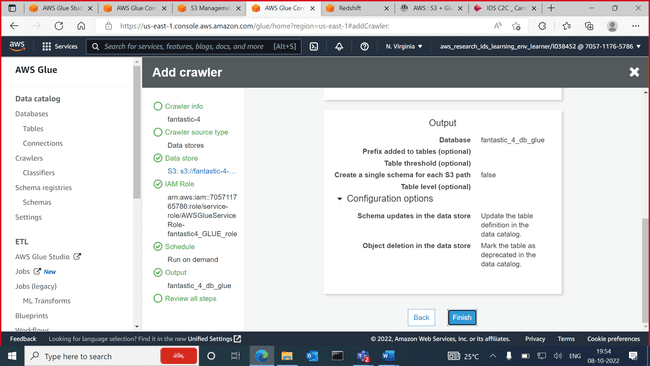 AWS Glue Studio
AWS Glue Console
S3 Management
AWS Glue Console
Redshift
AWS : S3 + Glue
IDS C2C _ Cam
https://us-east-1.console.aws.amazon.com/glue/home?region=us-east-1#addCrawler:
aws
Services
Search for services, features, blogs, docs, and more
[Alt+S]
N. Virginia
aws_research_ids_learning_env_learner/l038452 @ 7057-1176-5786
AWS Glue
Add crawler
Data catalog
Databases
Tables
Connections
Crawlers
Classifiers
Schema registries
Schemas
Settings
ETL
AWS Glue Studio
Jobs New
Jobs (legacy)
ML Transforms
Blueprints
Workflows
Crawler info
fantastic-4
Crawler source type
Data stores
Data store
S3: s3://fantastic-4-...
IAM Role
arn:aws:iam::7057117
65786:role/service-
role/AWSGlueService
Role-
fantastic4_GLUE_role
Schedule
Run on demand
Output
fantastic_4_db_glue
Review all steps
Output
Database fantastic_4_db_glue
Prefix added to tables (optional)
Table threshold (optional)
Create a single schema for each S3 path false
Table level (optional)
Configuration options
Schema updates in the data store Update the table
definition in the
data catalog.
Object deletion in the data store Mark the table as
deprecated in the
data catalog.
Back
Finish
Feedback
Looking for language selection? Find it in the new Unified Settings
© 2022, Amazon Web Services, Inc. or its affiliates.
Privacy
Terms
Cookie preferences
Type here to search
25°C
ENG
19:54
08-10-2022